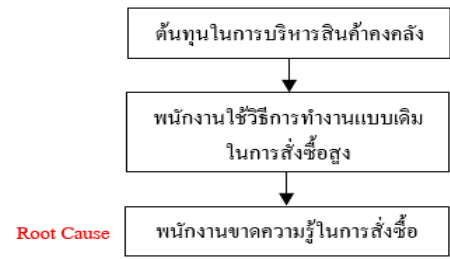 ต้นทุนในการบริหารสินค้าคงคลัง
พนักงานใช้วิธีการทำงานแบบเดิม
ในการสั่งซื้อสูง
Root Cause พนักงานขาดความรู้ในการสั่งซื้อ